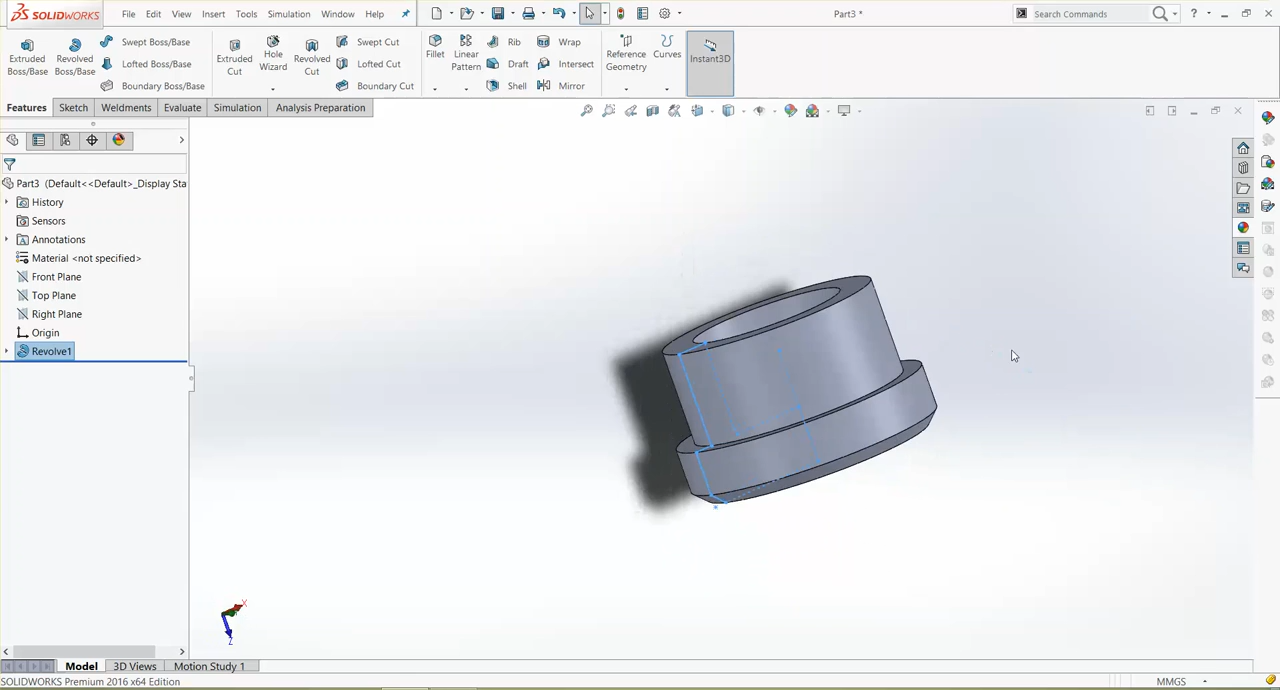 SOLIDWORKS File Edit View Insert Tools Simulation Window Help Part3 * Search Commands ?
Extruded Boss/Base
Revolved Boss/Base
Swept Boss/Base
Lofted Boss/Base
Boundary Boss/Base
Extruded Cut
Hole Wizard
Revolved Cut
Swept Cut
Lofted Cut
Boundary Cut
Fillet
Linear Pattern
Rib
Draft
Shell
Wrap
Intersect
Mirror
Reference Geometry
Curves
Instant3D
Features Sketch Weldments Evaluate Simulation Analysis Preparation
Part3 (Default<<Default>_Display Sta
History
Sensors
Annotations
Material <not specified>
Front Plane
Top Plane
Right Plane
Origin
Revolve1
X
Z
Model 3D Views Motion Study 1
SOLIDWORKS Premium 2016 x64 Edition MMGS